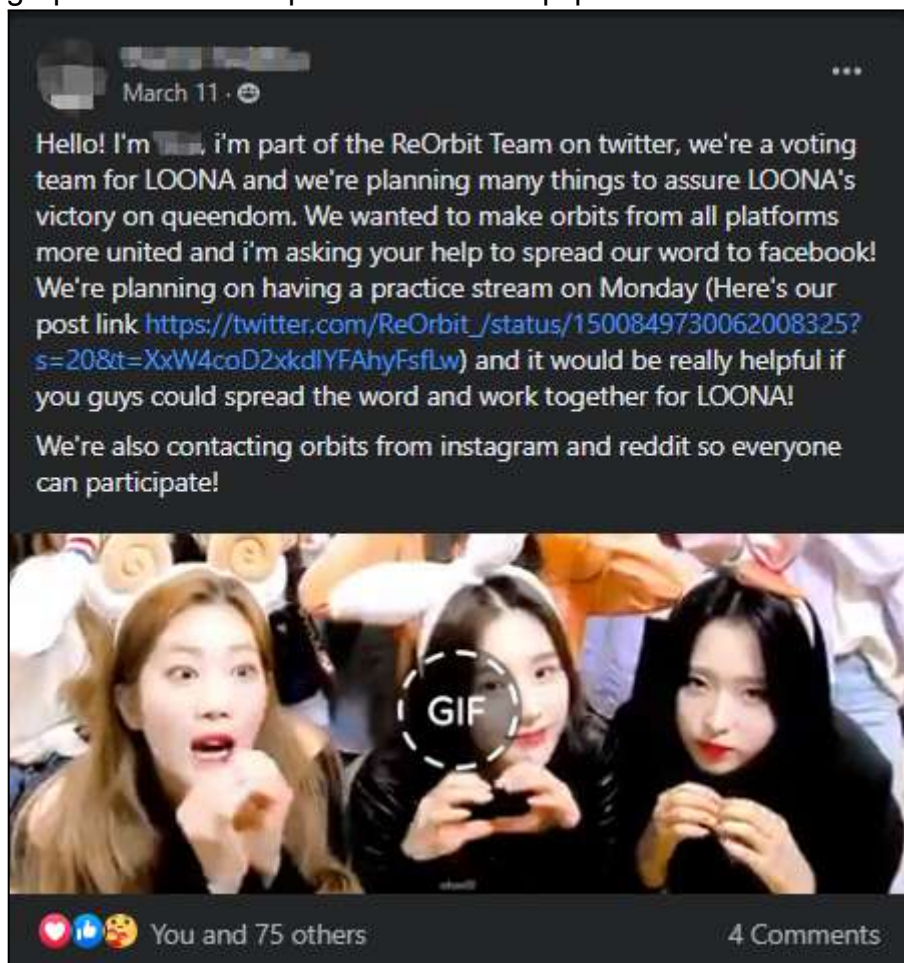 March 11
Hello! I'm , i'm part of the ReOrbit Team on twitter, we're a voting
team for LOONA and we're planning many things to assure LOONA's
victory on queendom. We wanted to make orbits from all platforms
more united and i'm asking your help to spread our word to facebook!
We're planning on having a practice stream on Monday (Here's our
post link https://twitter.com/ReOrbit_/status/1500849730062008325?
s=20&t=XxW4coD2xkdlYFAhyFsfLw) and it would be really helpful if
you guys could spread the word and work together for LOONA!
We're also contacting orbits from instagram and reddit so everyone
can participate!
GIF
You and 75 others
4 Comments